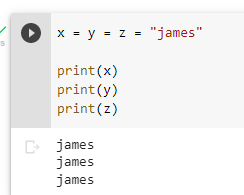 x = y = z = "james"
print(x)
print(y)
print(z)
james
james
james